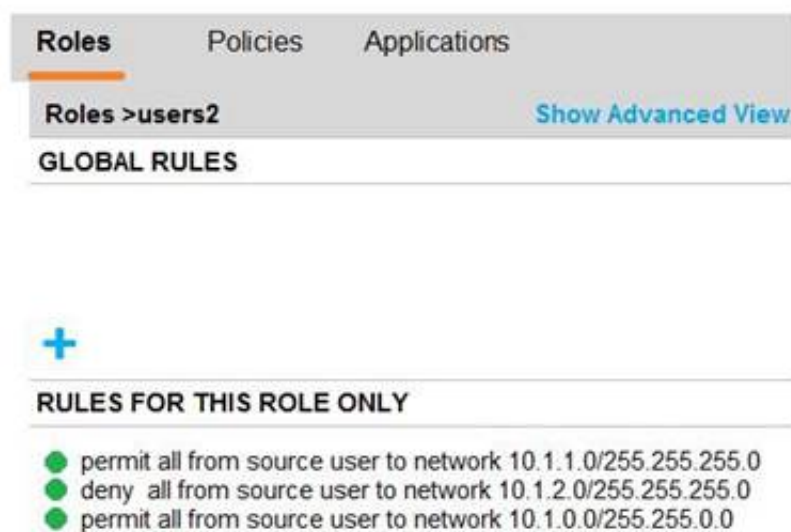 Roles Policies Applications
Roles >users2 Show Advanced View
GLOBAL RULES
+
RULES FOR THIS ROLE ONLY
permit all from source user to network 10.1.1.0/255.255.255.0
deny all from source user to network 10.1.2.0/255.255.255.0
permit all from source user to network 10.1.0.0/255.255.0.0